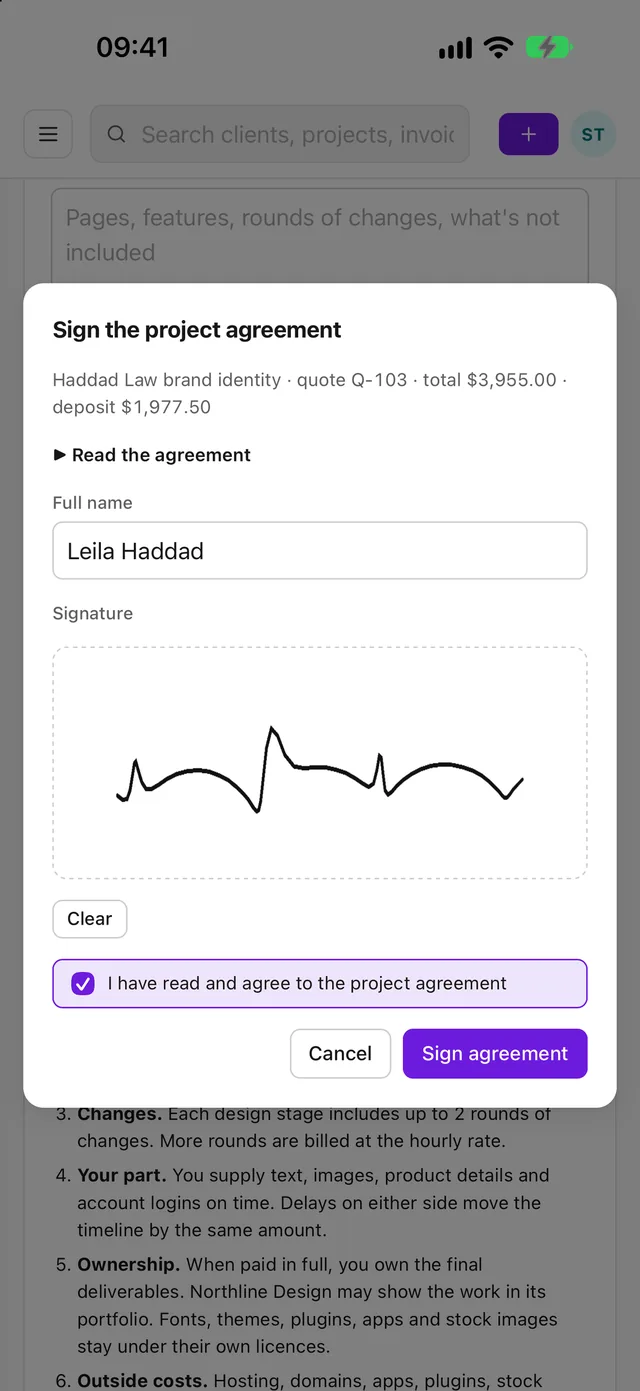 09:41
Search clients, projects, invoic
ST
Pages, features, rounds of changes, what's not
included
Sign the project agreement
Haddad Law brand identity · quote Q-103 · total $3,955.00 ·
deposit $1,977.50
Read the agreement
Full name
Leila Haddad
Signature
Clear
I have read and agree to the project agreement
Cancel
Sign agreement
3. Changes. Each design stage includes up to 2 rounds of
changes. More rounds are billed at the hourly rate.
4. Your part. You supply text, images, product details and
account logins on time. Delays on either side move the
timeline by the same amount.
5. Ownership. When paid in full, you own the final
deliverables. Northline Design may show the work in its
portfolio. Fonts, themes, plugins, apps and stock images
stay under their own licences.
6. Outside costs. Hosting, domains, apps, plugins, stock